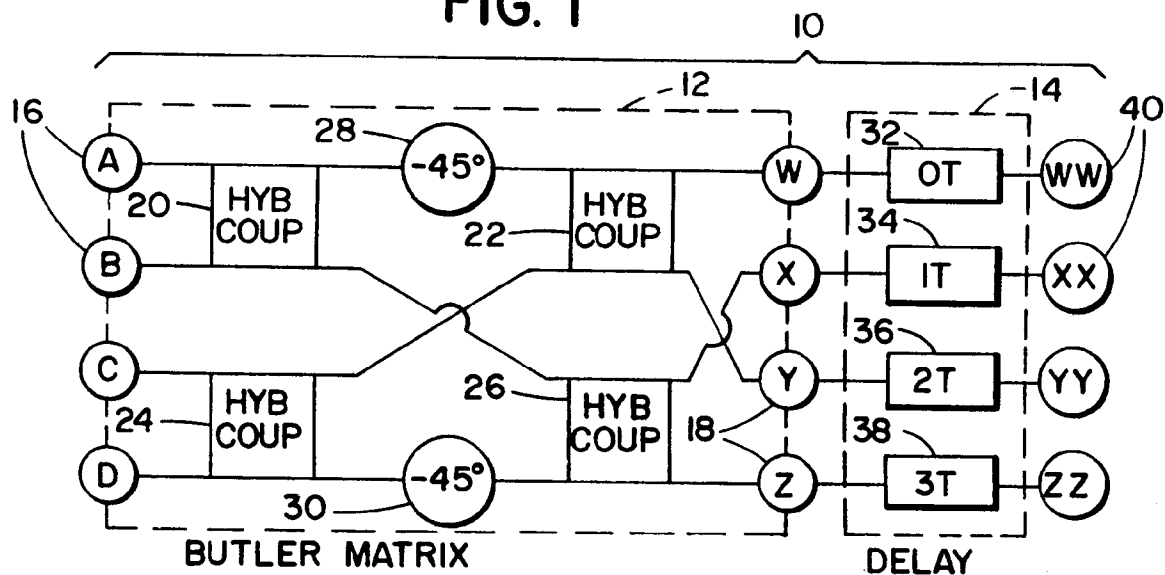 FIG. 1
10
16
12
14
40
A
28
-45°
W
32
0T
WW
20
HYB
COUP
22
HYB
COUP
B
34
X
1T
XX
C
36
24
HYB
COUP
26
HYB
COUP
18
Y
2T
YY
38
D
30
-45°
Z
3T
ZZ
BUTLER MATRIX
DELAY